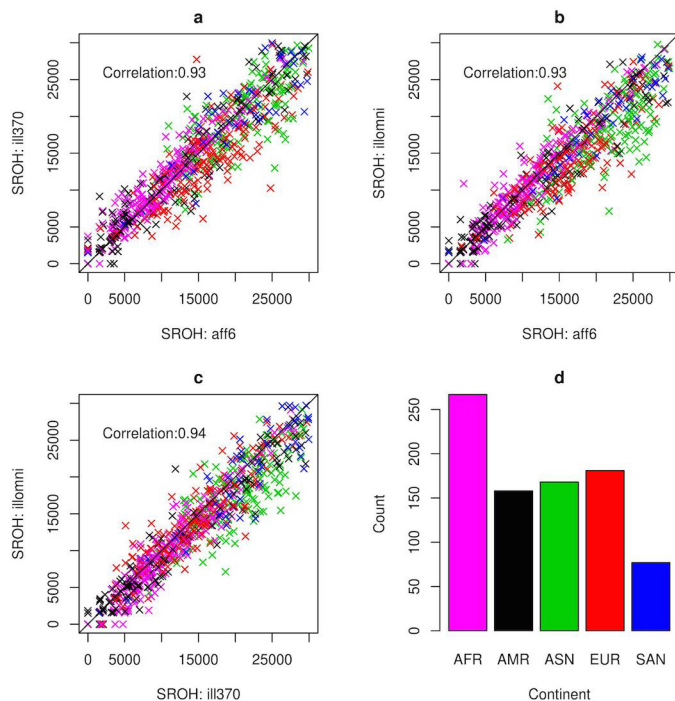 a
Correlation:0.93
SROH: ill370
0 5000 15000 25000
0 5000 15000 25000
SROH: aff6
b
Correlation:0.93
SROH: illomni
0 5000 15000 25000
0 5000 15000 25000
SROH: aff6
c
Correlation:0.94
SROH: illomni
0 5000 15000 25000
0 5000 15000 25000
SROH: ill370
d
Count
0 50 100 150 200 250
AFR AMR ASN EUR SAN
Continent